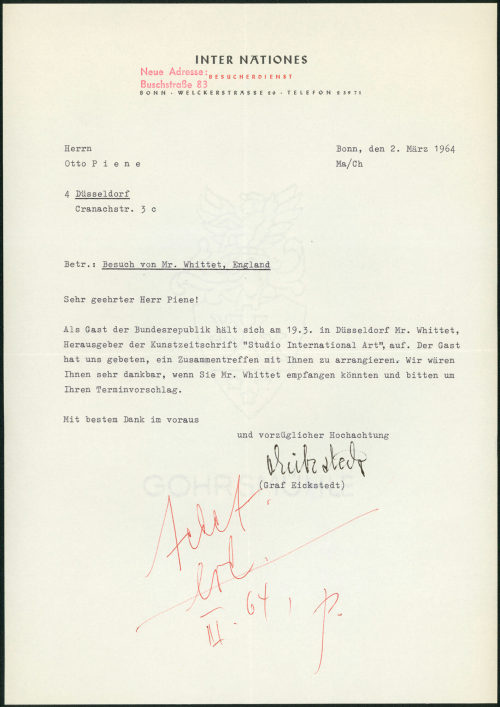 INTER NATIONES
Neue Adresse:
BESUCHERDIENST
Buschstraße 83
BONN · WELCKERSTRASSE 20 · TELEFON 23971
Herrn
Bonn, den 2. März 1964
Otto P i e n e
Ma/Ch
4 Düsseldorf
Cranachstr. 3 c
Betr.: Besuch von Mr. Whittet, England
Sehr geehrter Herr Piene!
Als Gast der Bundesrepublik hält sich am 19.3. in Düsseldorf Mr. Whittet,
Herausgeber der Kunstzeitschrift "Studio International Art", auf. Der Gast
hat uns gebeten, ein Zusammentreffen mit Ihnen zu arrangieren. Wir wären
Ihnen sehr dankbar, wenn Sie Mr. Whittet empfangen könnten und bitten um
Ihren Terminvorschlag.
Mit bestem Dank im voraus
und vorzüglicher Hochachtung
(Graf Eickstedt)
erl.
64
p.